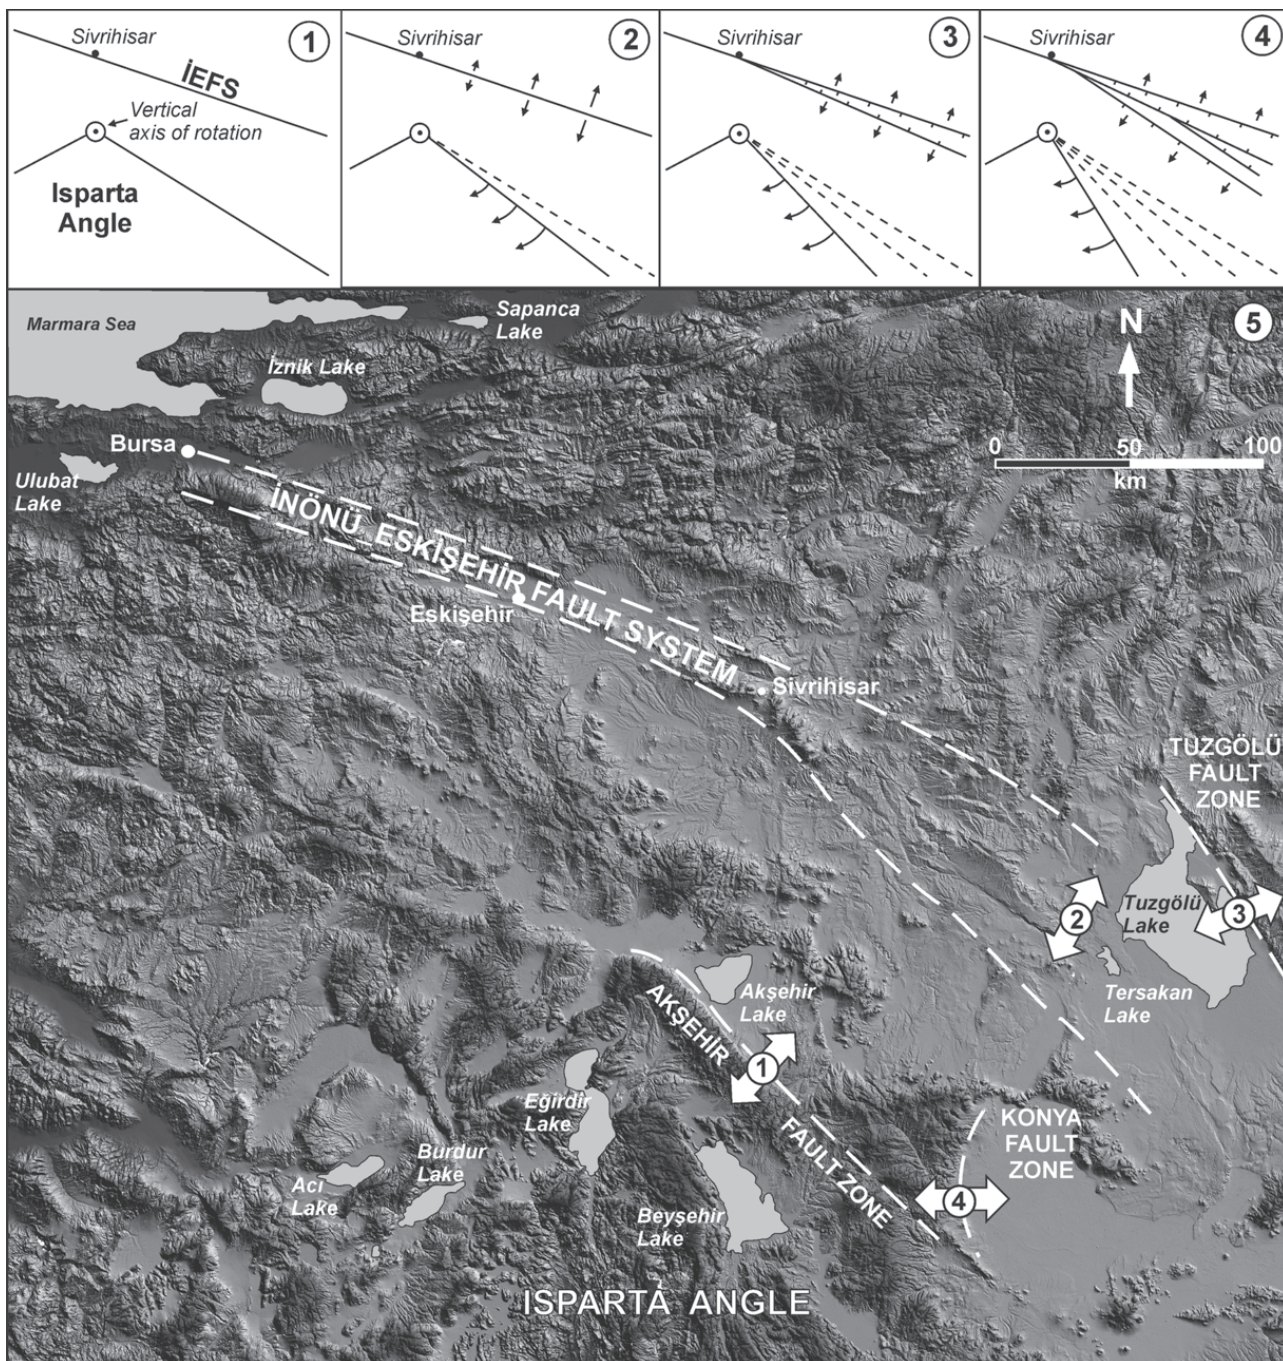 Sivrihisar
1
İEFS
Vertical
axis of rotation
Isparta
Angle
Sivrihisar
2
Sivrihisar
3
Sivrihisar
4
Marmara Sea
Sapanca
Lake
İznik Lake
5
N
0 50 100
km
Bursa
Ulubat
Lake
İNÖNÜ_ESKİŞEHİR FAULT SYSTEM
Eskişehir
Sivrihisar
TUZGÖLÜ
FAULT
ZONE
Tuzgölü
Lake
2
3
Tersakan
Lake
Akşehir
Lake
AKŞEHİR
1
FAULT ZONE
Eğirdir
Lake
Burdur
Lake
Acı
Lake
Beyşehir
Lake
KONYA
FAULT
ZONE
4
ISPARTA ANGLE